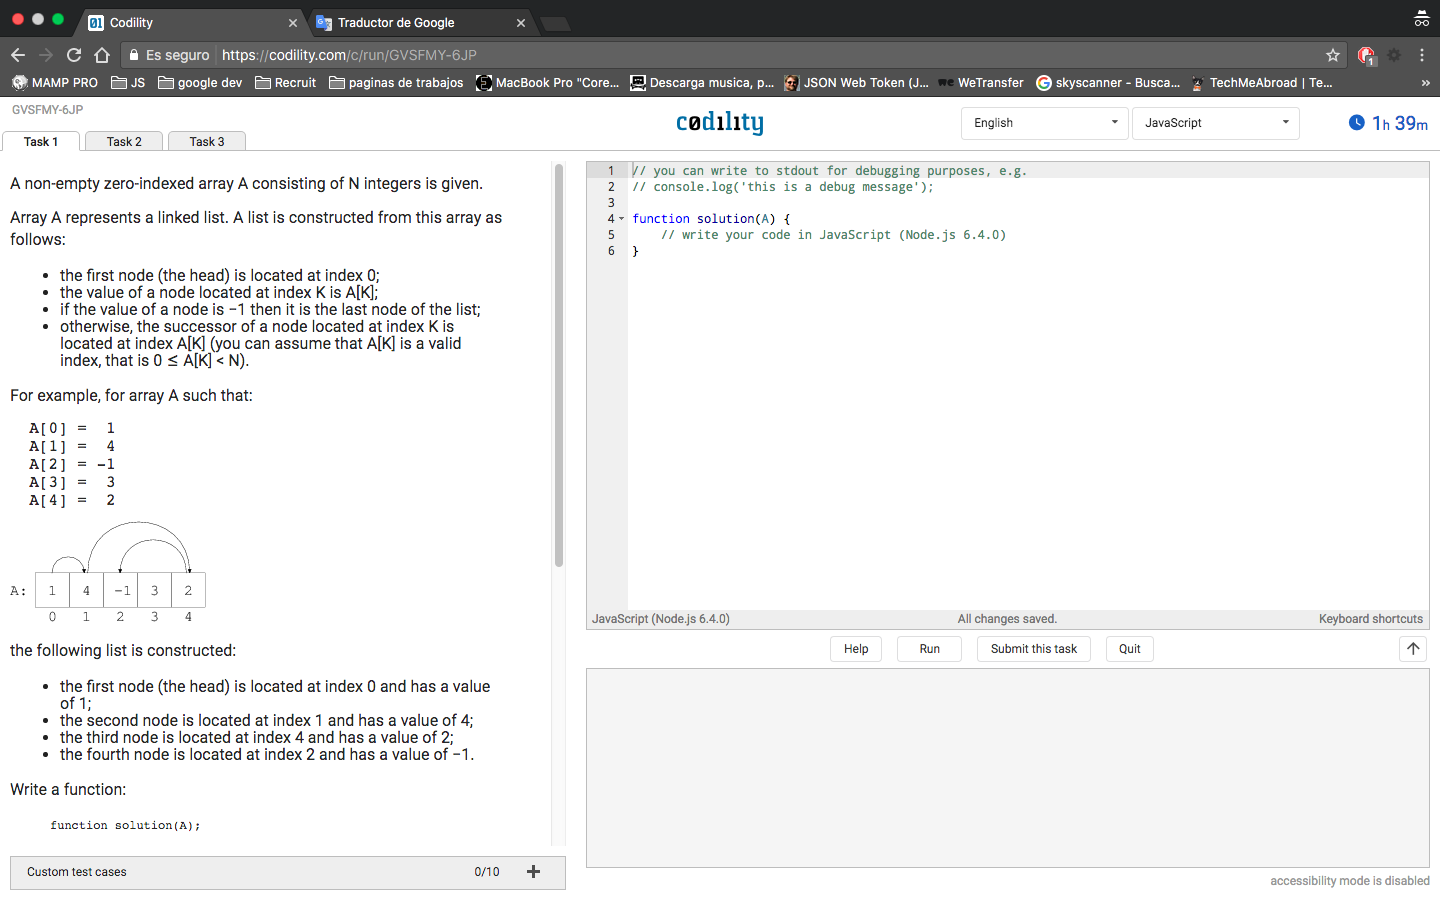 Codility
Traductor de Google
Es seguro
https://codility.com/c/run/GVSFMY-6JP
1
MAMP PRO
JS
google dev
Recruit
paginas de trabajos
MacBook Pro "Core...
Descarga musica, p...
JSON Web Token (J...
WeTransfer
skyscanner - Busca...
TechMeAbroad | Te...
»
GVSFMY-6JP
Task 1
Task 2
Task 3
codility
English
JavaScript
1h 39m
A non-empty zero-indexed array A consisting of N integers is given.
Array A represents a linked list. A list is constructed from this array as
follows:
• the first node (the head) is located at index 0;
• the value of a node located at index K is A[K];
• if the value of a node is −1 then it is the last node of the list;
• otherwise, the successor of a node located at index K is
located at index A[K] (you can assume that A[K] is a valid
index, that is 0 ≤ A[K] < N).
For example, for array A such that:
A[0] = 1
A[1] = 4
A[2] = -1
A[3] = 3
A[4] = 2
A: 1 4 -1 3 2
0 1 2 3 4
the following list is constructed:
• the first node (the head) is located at index 0 and has a value
of 1;
• the second node is located at index 1 and has a value of 4;
• the third node is located at index 4 and has a value of 2;
• the fourth node is located at index 2 and has a value of −1.
Write a function:
function solution(A);
Custom test cases
0/10
+
1 // you can write to stdout for debugging purposes, e.g.
2 // console.log('this is a debug message');
3
4 function solution(A) {
5 // write your code in JavaScript (Node.js 6.4.0)
6 }
JavaScript (Node.js 6.4.0)
All changes saved.
Keyboard shortcuts
Help
Run
Submit this task
Quit
accessibility mode is disabled